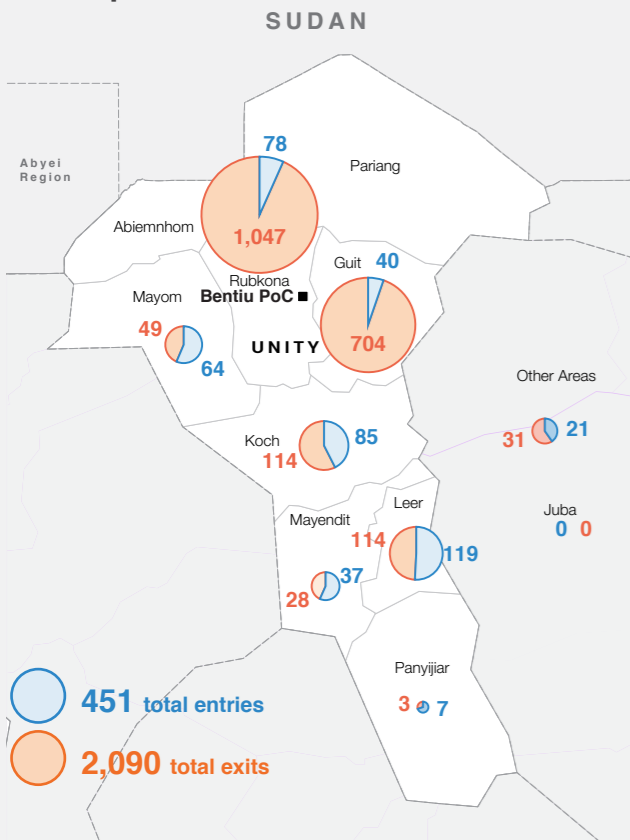 SUDAN
Abyei
Region
78
Pariang
1,047
Abiemnhom
Guit 40
Rubkona
Mayom
Bentiu PoC
49
704
UNITY
64
Other Areas
Koch 85
31 21
114
Leer
Juba
Mayendit
0 0
114
119
37
28
Panyijiar
3 7
451 total entries
2,090 total exits